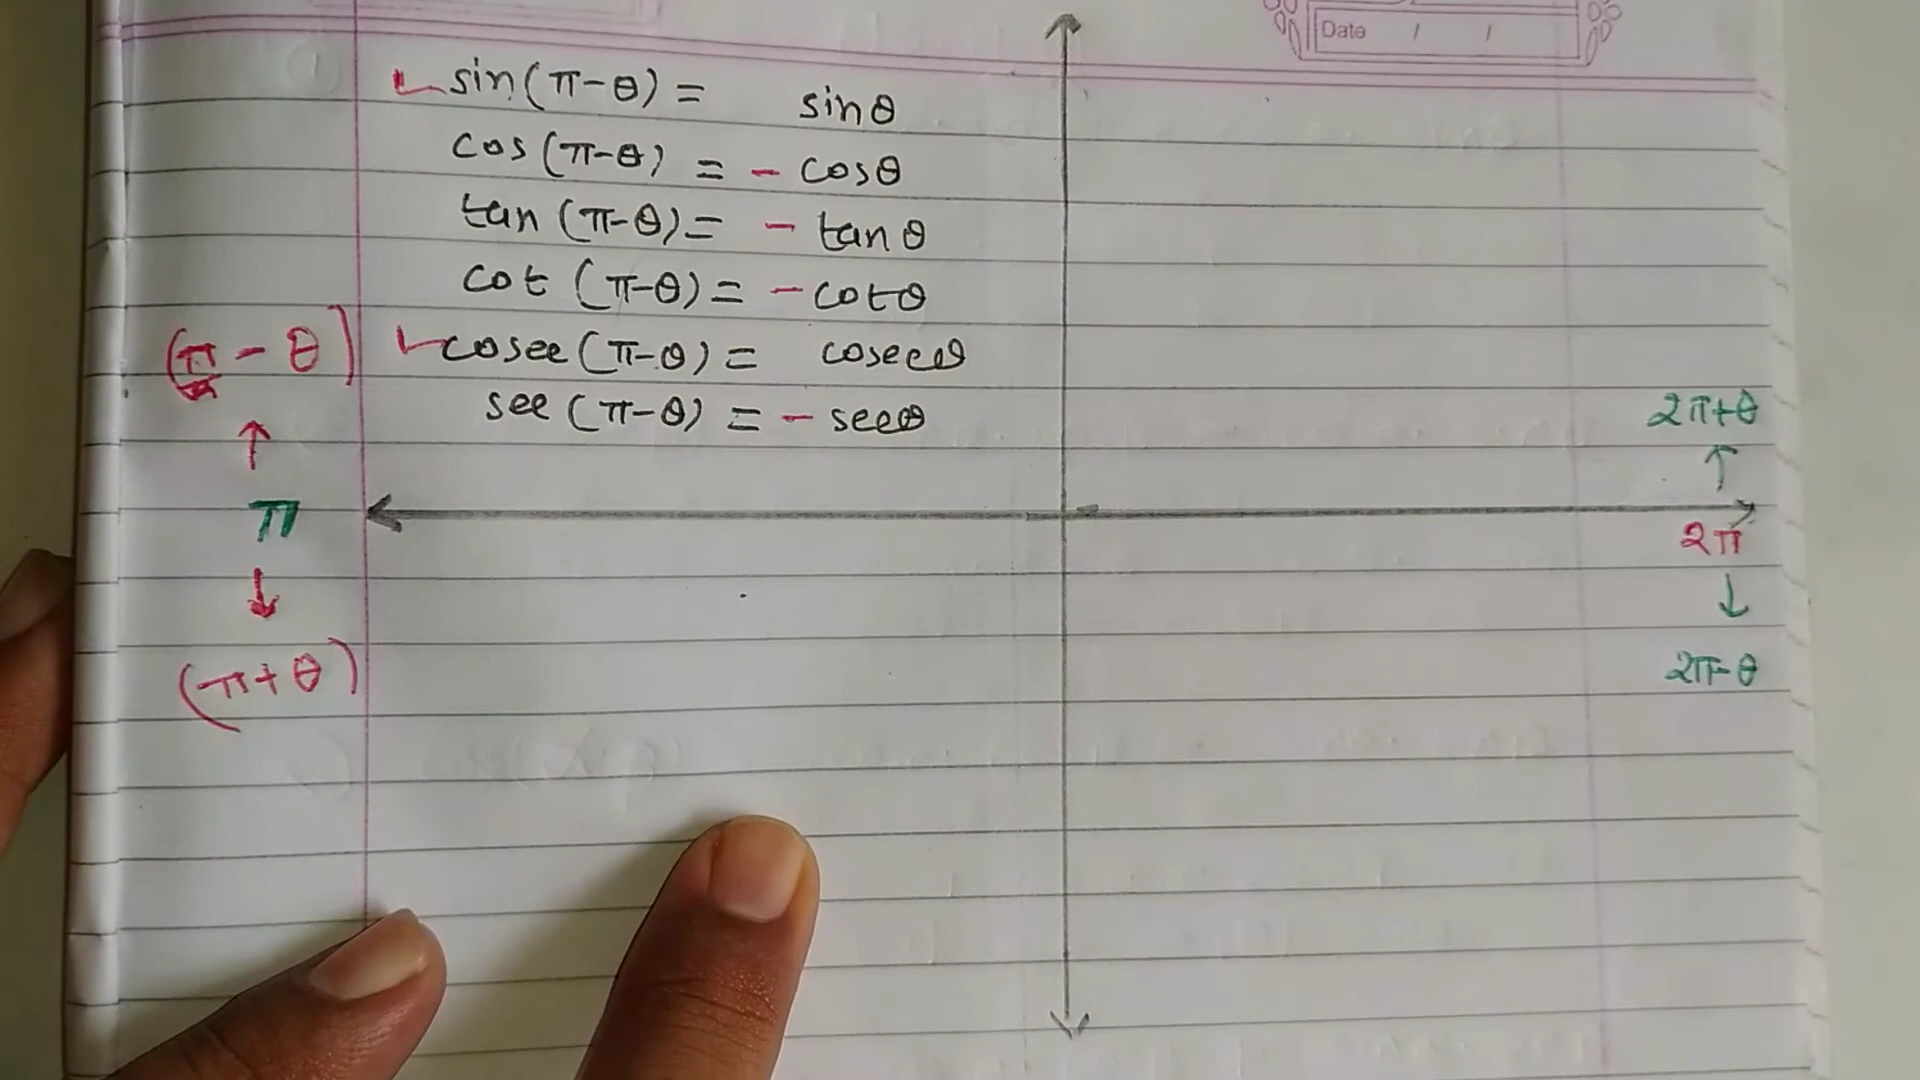 Date / /
sin(π-θ) = sinθ
cos(π-θ) = - cosθ
tan(π-θ) = - tanθ
cot(π-θ) = - cotθ
cosec(π-θ) = cosecθ
sec(π-θ) = - secθ
(π - θ)
↑
π
↓
(π+θ)
2π+θ
↑
2π
↓
2π-θ